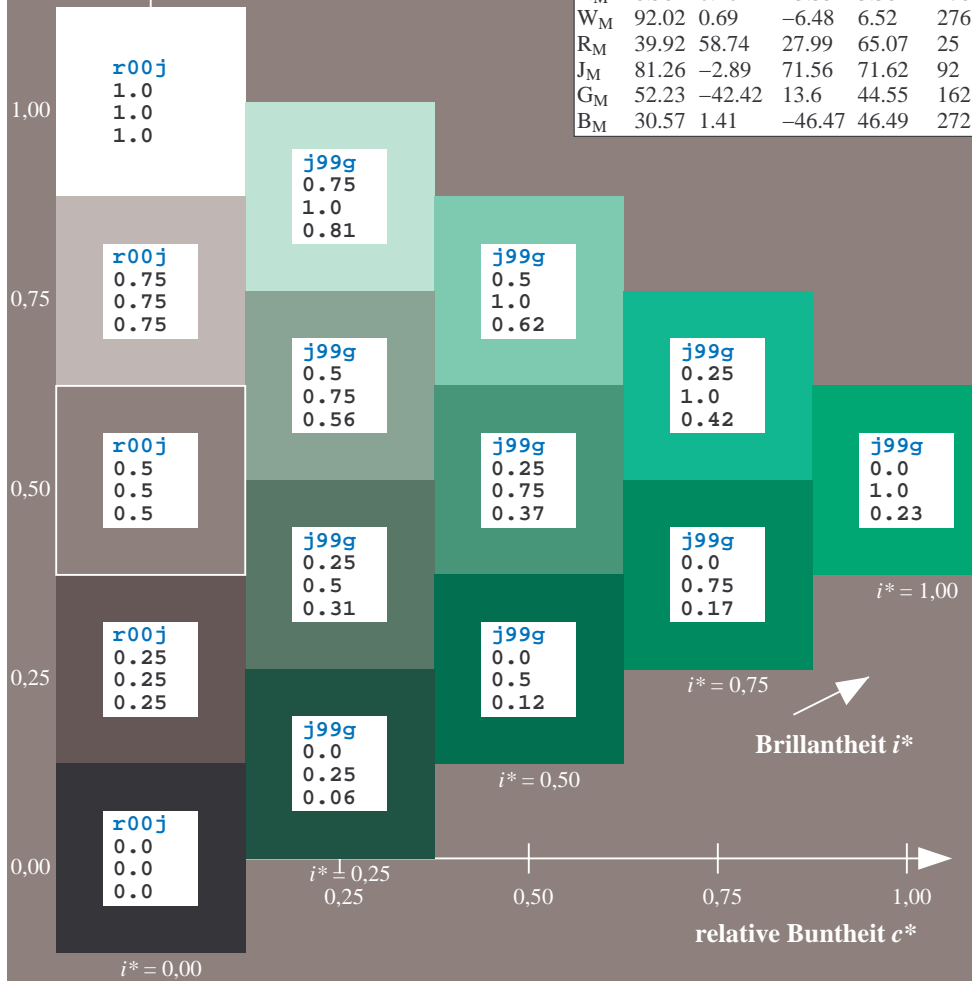 W_M 92.02 0.69 −6.48 6.52 276
R_M 39.92 58.74 27.99 65.07 25
J_M 81.26 −2.89 71.56 71.62 92
G_M 52.23 −42.42 13.6 44.55 162
B_M 30.57 1.41 −46.47 46.49 272
1,00
r00j
1.0
1.0
1.0
j99g
0.75
1.0
0.81
0,75
r00j
0.75
0.75
0.75
j99g
0.5
1.0
0.62
j99g
0.5
0.75
0.56
j99g
0.25
1.0
0.42
0,50
r00j
0.5
0.5
0.5
j99g
0.25
0.75
0.37
j99g
0.0
1.0
0.23
i* = 1,00
j99g
0.25
0.5
0.31
j99g
0.0
0.75
0.17
i* = 0,75
0,25
r00j
0.25
0.25
0.25
j99g
0.0
0.5
0.12
i* = 0,50
Brillantheit i*
j99g
0.0
0.25
0.06
i* = 0,25
0,00
r00j
0.0
0.0
0.0
i* = 0,00
0,25 0,50 0,75 1,00
relative Buntheit c*